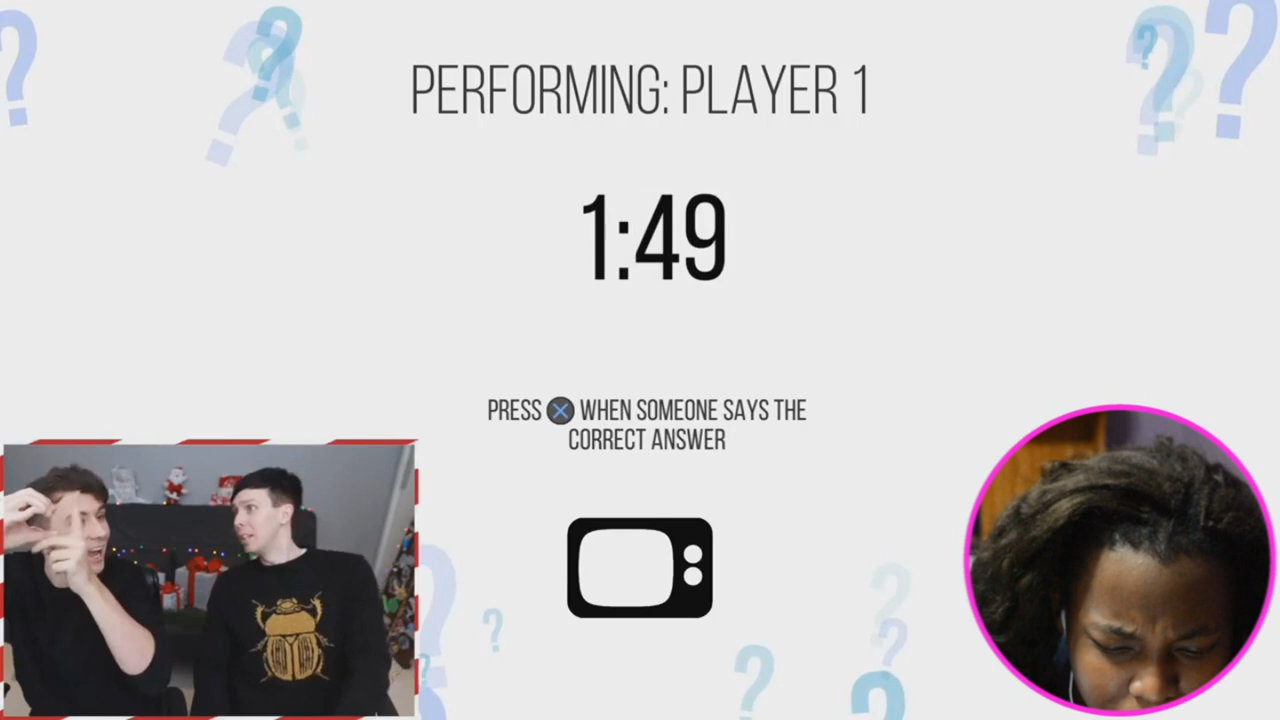 PERFORMING: PLAYER 1
1:49
PRESS WHEN SOMEONE SAYS THE
CORRECT ANSWER